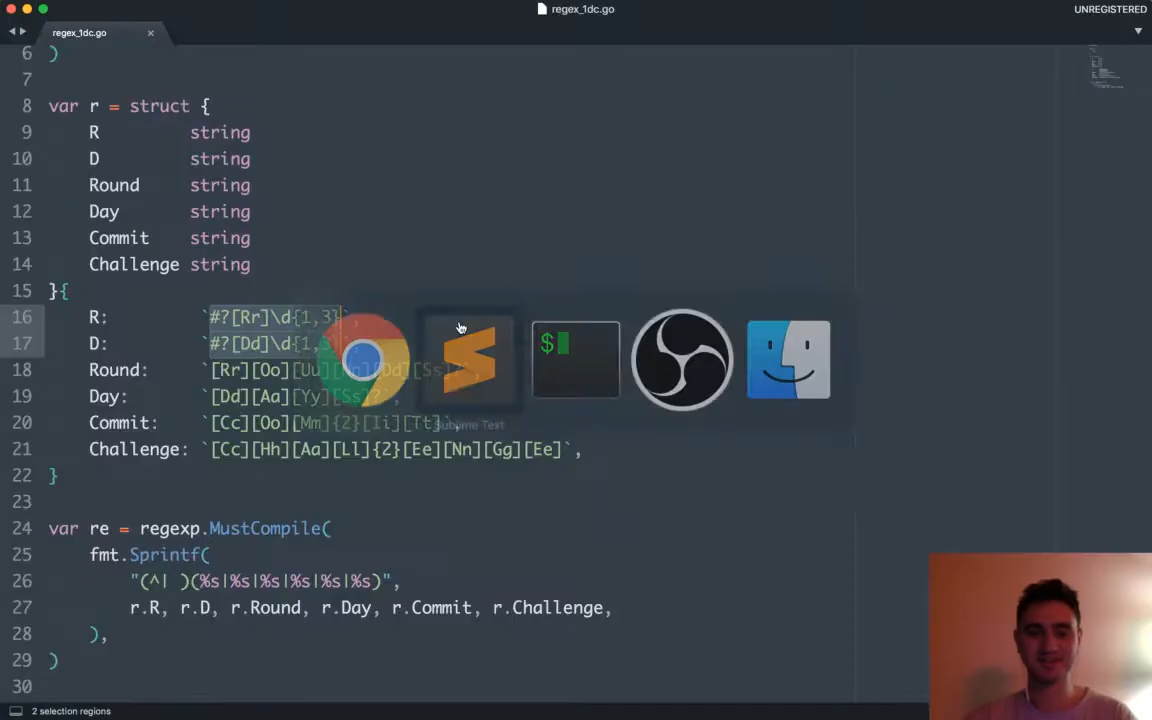 regex_1dc.go
UNREGISTERED
regex_1dc.go
6 )
7
8 var r = struct {
9 R string
10 D string
11 Round string
12 Day string
13 Commit string
14 Challenge string
15 }{
16 R: `#?[Rr]\d{1,3}`,
17 D: `#?[Dd]\d{1,3
18 Round: `[Rr][Oo][Uu][Nn][Dd][Ss]?`,
19 Day: `[Dd][Aa][Yy][Ss]?`,
20 Commit: `[Cc][Oo][Mm]{2}[Ii][Tt]`,
21 Challenge: `[Cc][Hh][Aa][Ll]{2}[Ee][Nn][Gg][Ee]`,
22 }
23
24 var re = regexp.MustCompile(
25 fmt.Sprintf(
26 "(^| )(%s|%s|%s|%s|%s|%s)",
27 r.R, r.D, r.Round, r.Day, r.Commit, r.Challenge,
28 ),
29 )
30
$
Sublime Text
2 selection regions